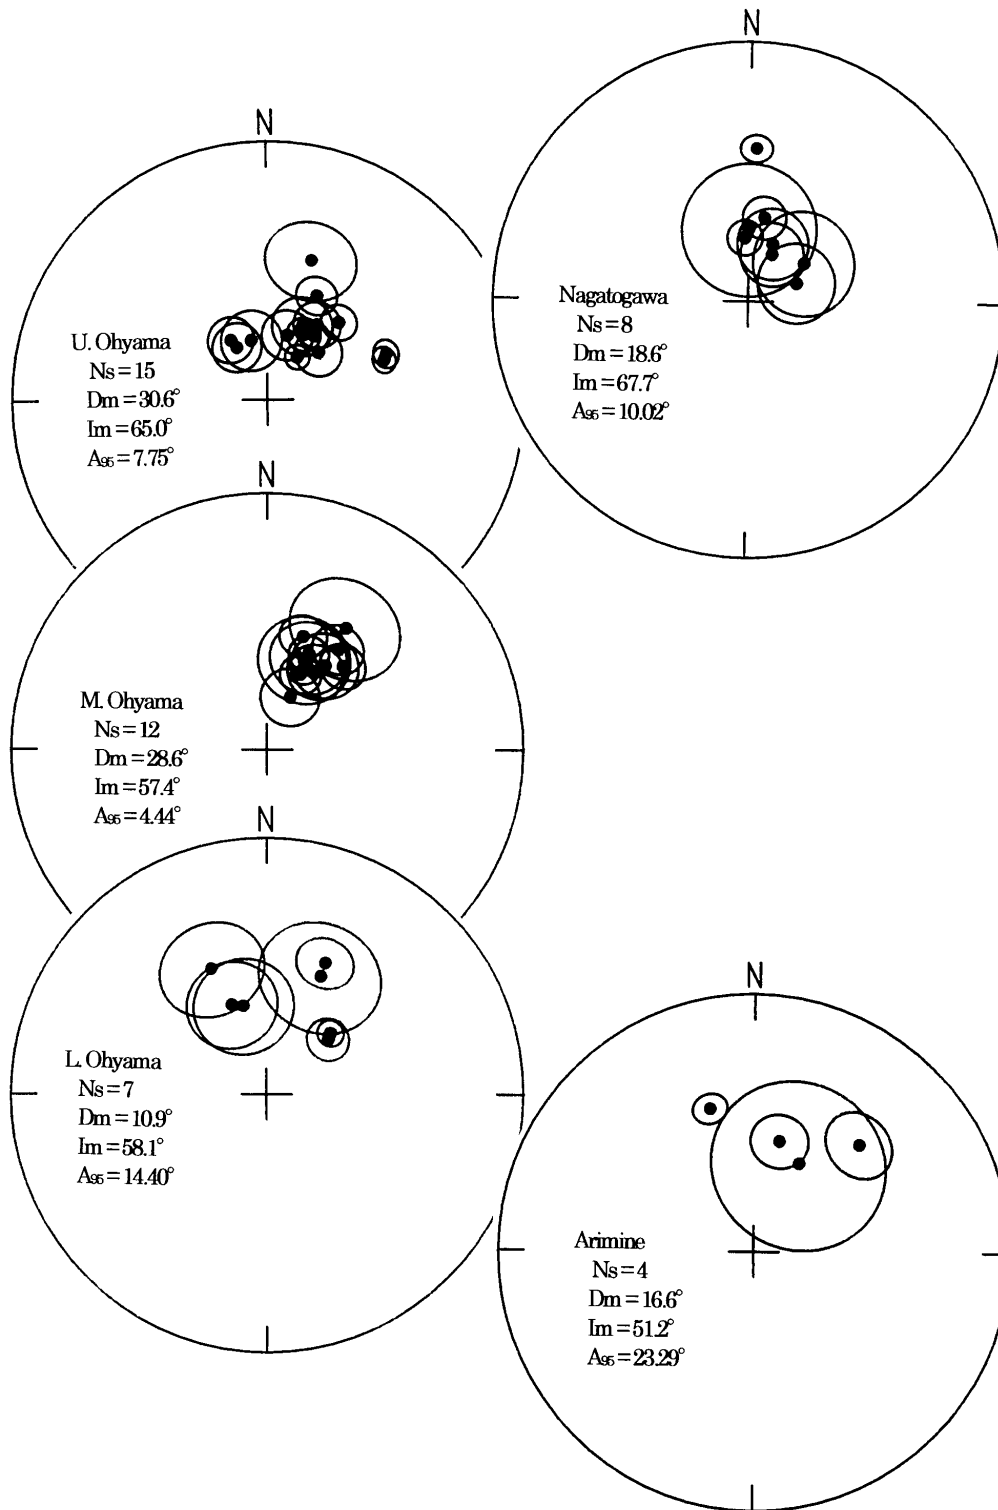 N
Nagatogawa
Ns=8
Dm=18.6°
Im=67.7°
A95=10.02°
N
U. Ohyama
Ns=15
Dm=30.6°
Im=65.0°
A95=7.75°
N
M. Ohyama
Ns=12
Dm=28.6°
Im=57.4°
A95=4.44°
N
L. Ohyama
Ns=7
Dm=10.9°
Im=58.1°
A95=14.40°
N
Arimine
Ns=4
Dm=16.6°
Im=51.2°
A95=23.29°